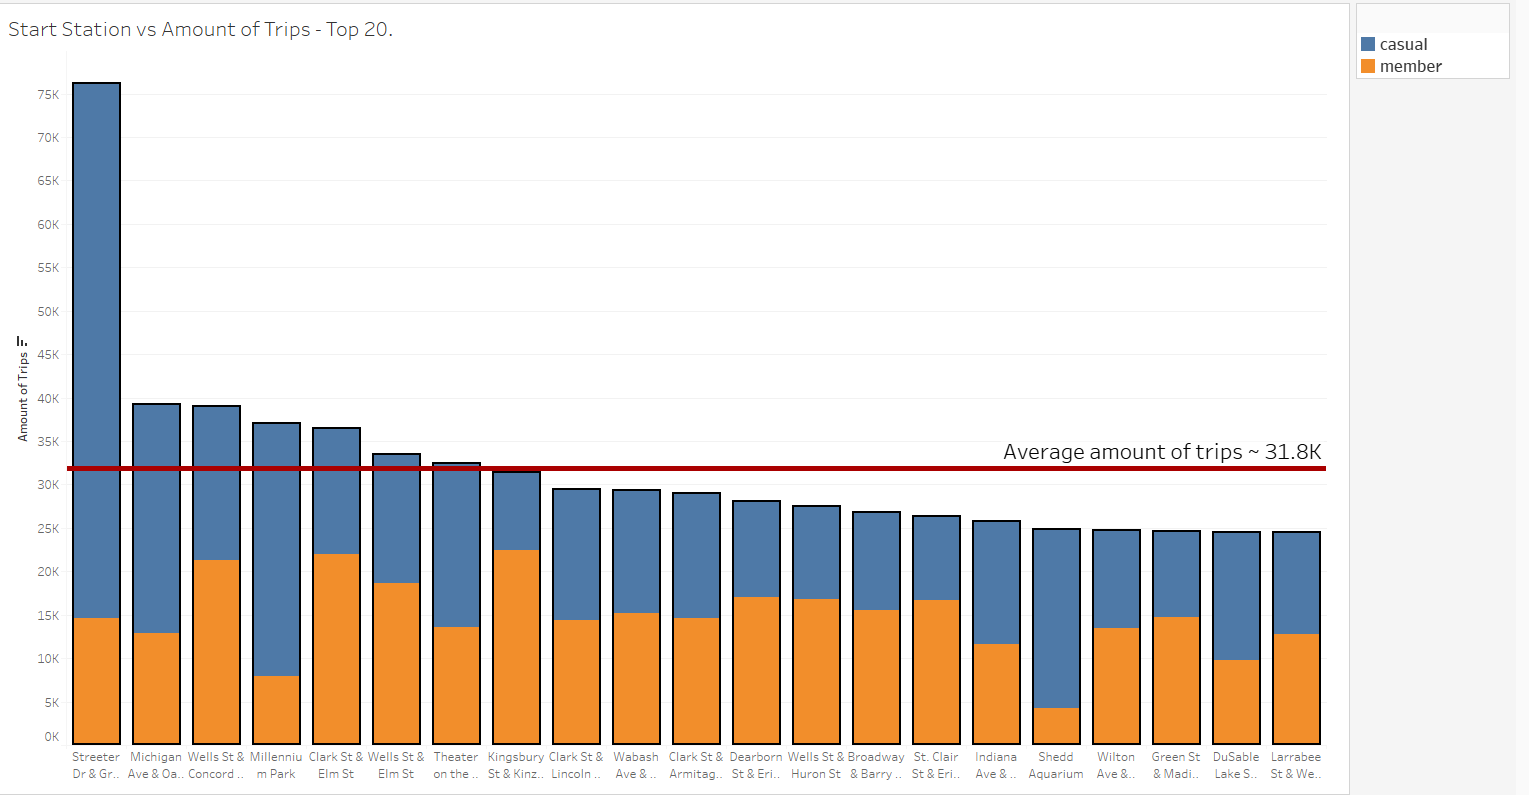 Start Station vs Amount of Trips - Top 20.
casual
member
75K
70K
65K
60K
55K
50K
45K
40K
35K
30K
25K
20K
15K
10K
5K
0K
Amount of Trips
Average amount of trips ~ 31.8K
Streeter
Dr & Gr..
Michigan
Ave & Oa..
Wells St &
Concord ..
Millenniu
m Park
Clark St &
Elm St
Wells St &
Elm St
Theater
on the ..
Kingsbury
St & Kinz..
Clark St &
Lincoln ..
Wabash
Ave & ..
Clark St &
Armitag..
Dearborn
St & Eri..
Wells St &
Huron St
Broadway
& Barry ..
St. Clair
St & Eri..
Indiana
Ave & ..
Shedd
Aquarium
Wilton
Ave &..
Green St
& Madi..
DuSable
Lake S..
Larrabee
St & We..